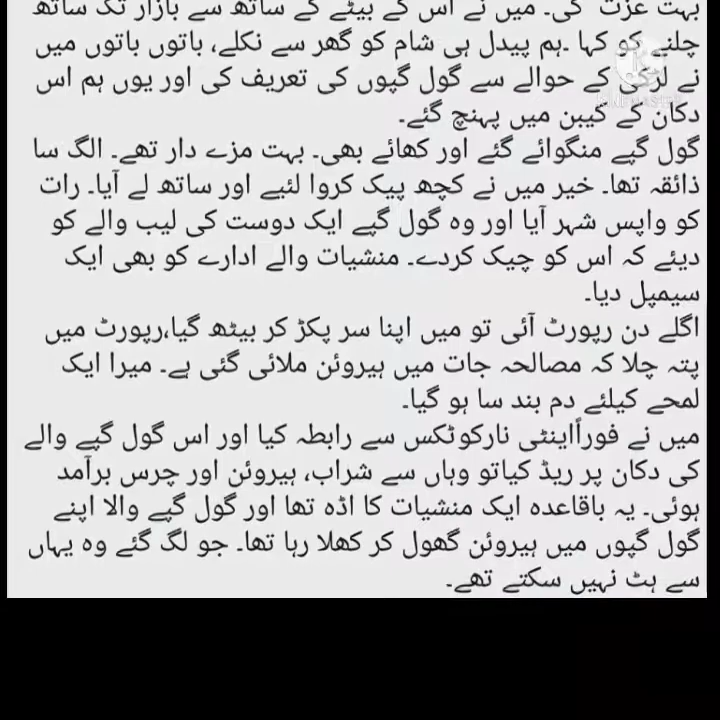 بہت عزت کی۔ میں نے اس کے بیٹے کے ساتھ سے بازار تک ساتھ
چلنے کو کہا ۔ہم پیدل ہی شام کو گھر سے نکلے، باتوں باتوں میں
نے لڑکی کے حوالے سے گول گپوں کی تعریف کی اور یوں ہم اس
دکان کے کیبن میں پہنچ گئے۔
گول گپے منگوائے گئے اور کھائے بھی۔ بہت مزے دار تھے۔ الگ سا
ذائقہ تھا۔ خیر میں نے کچھ پیک کروا لئیے اور ساتھ لے آیا۔ رات
کو واپس شہر آیا اور وہ گول گپے ایک دوست کی لیب والے کو
دیئے کہ اس کو چیک کردے۔ منشیات والے ادارے کو بھی ایک
سیمپل دیا۔
اگلے دن رپورٹ آئی تو میں اپنا سر پکڑ کر بیٹھ گیا،رپورٹ میں
پتہ چلا کہ مصالحہ جات میں ہیروئن ملائی گئی ہے۔ میرا ایک
لمحے کیلئے دم بند سا ہو گیا۔
میں نے فوراًاینٹی نارکوٹکس سے رابطہ کیا اور اس گول گپے والے
کی دکان پر ریڈ کیاتو وہاں سے شراب، ہیروئن اور چرس برآمد
ہوئی۔ یہ باقاعدہ ایک منشیات کا اڈہ تھا اور گول گپے والا اپنے
گول گپوں میں ہیروئن گھول کر کھلا رہا تھا۔ جو لگ گئے وہ یہاں
سے ہٹ نہیں سکتے تھے۔